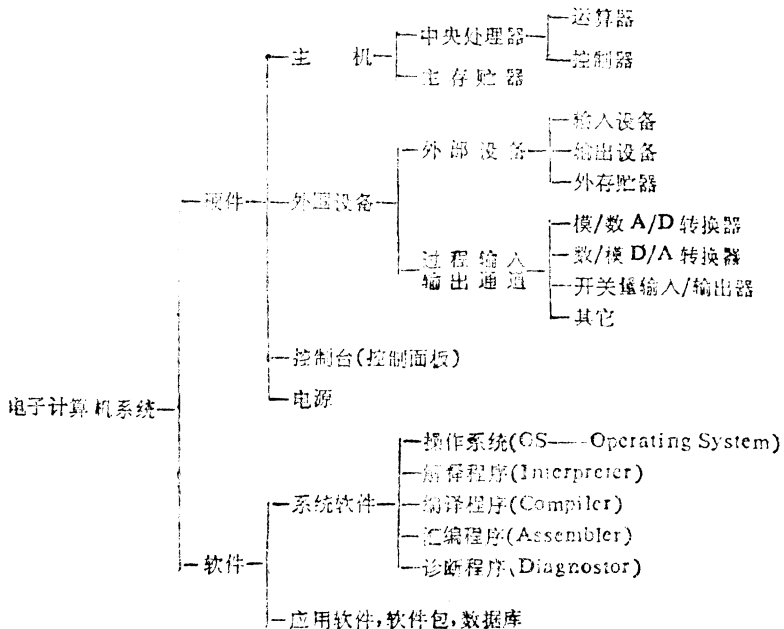 运算器
中央处理器
主 机
控制器
主存贮器
输入设备
外部设备
输出设备
外存贮器
硬件
外围设备
模/数 A/D 转换器
过程输入
数/模 D/A 转换器
输出通道
开关量输入/输出器
其它
控制台(控制面板)
电源
电子计算机系统
操作系统(OS——Operating System)
解释程序(Interpreter)
系统软件
编译程序(Compiler)
汇编程序(Assembler)
软件
诊断程序(Diagnostor)
应用软件,软件包,数据库